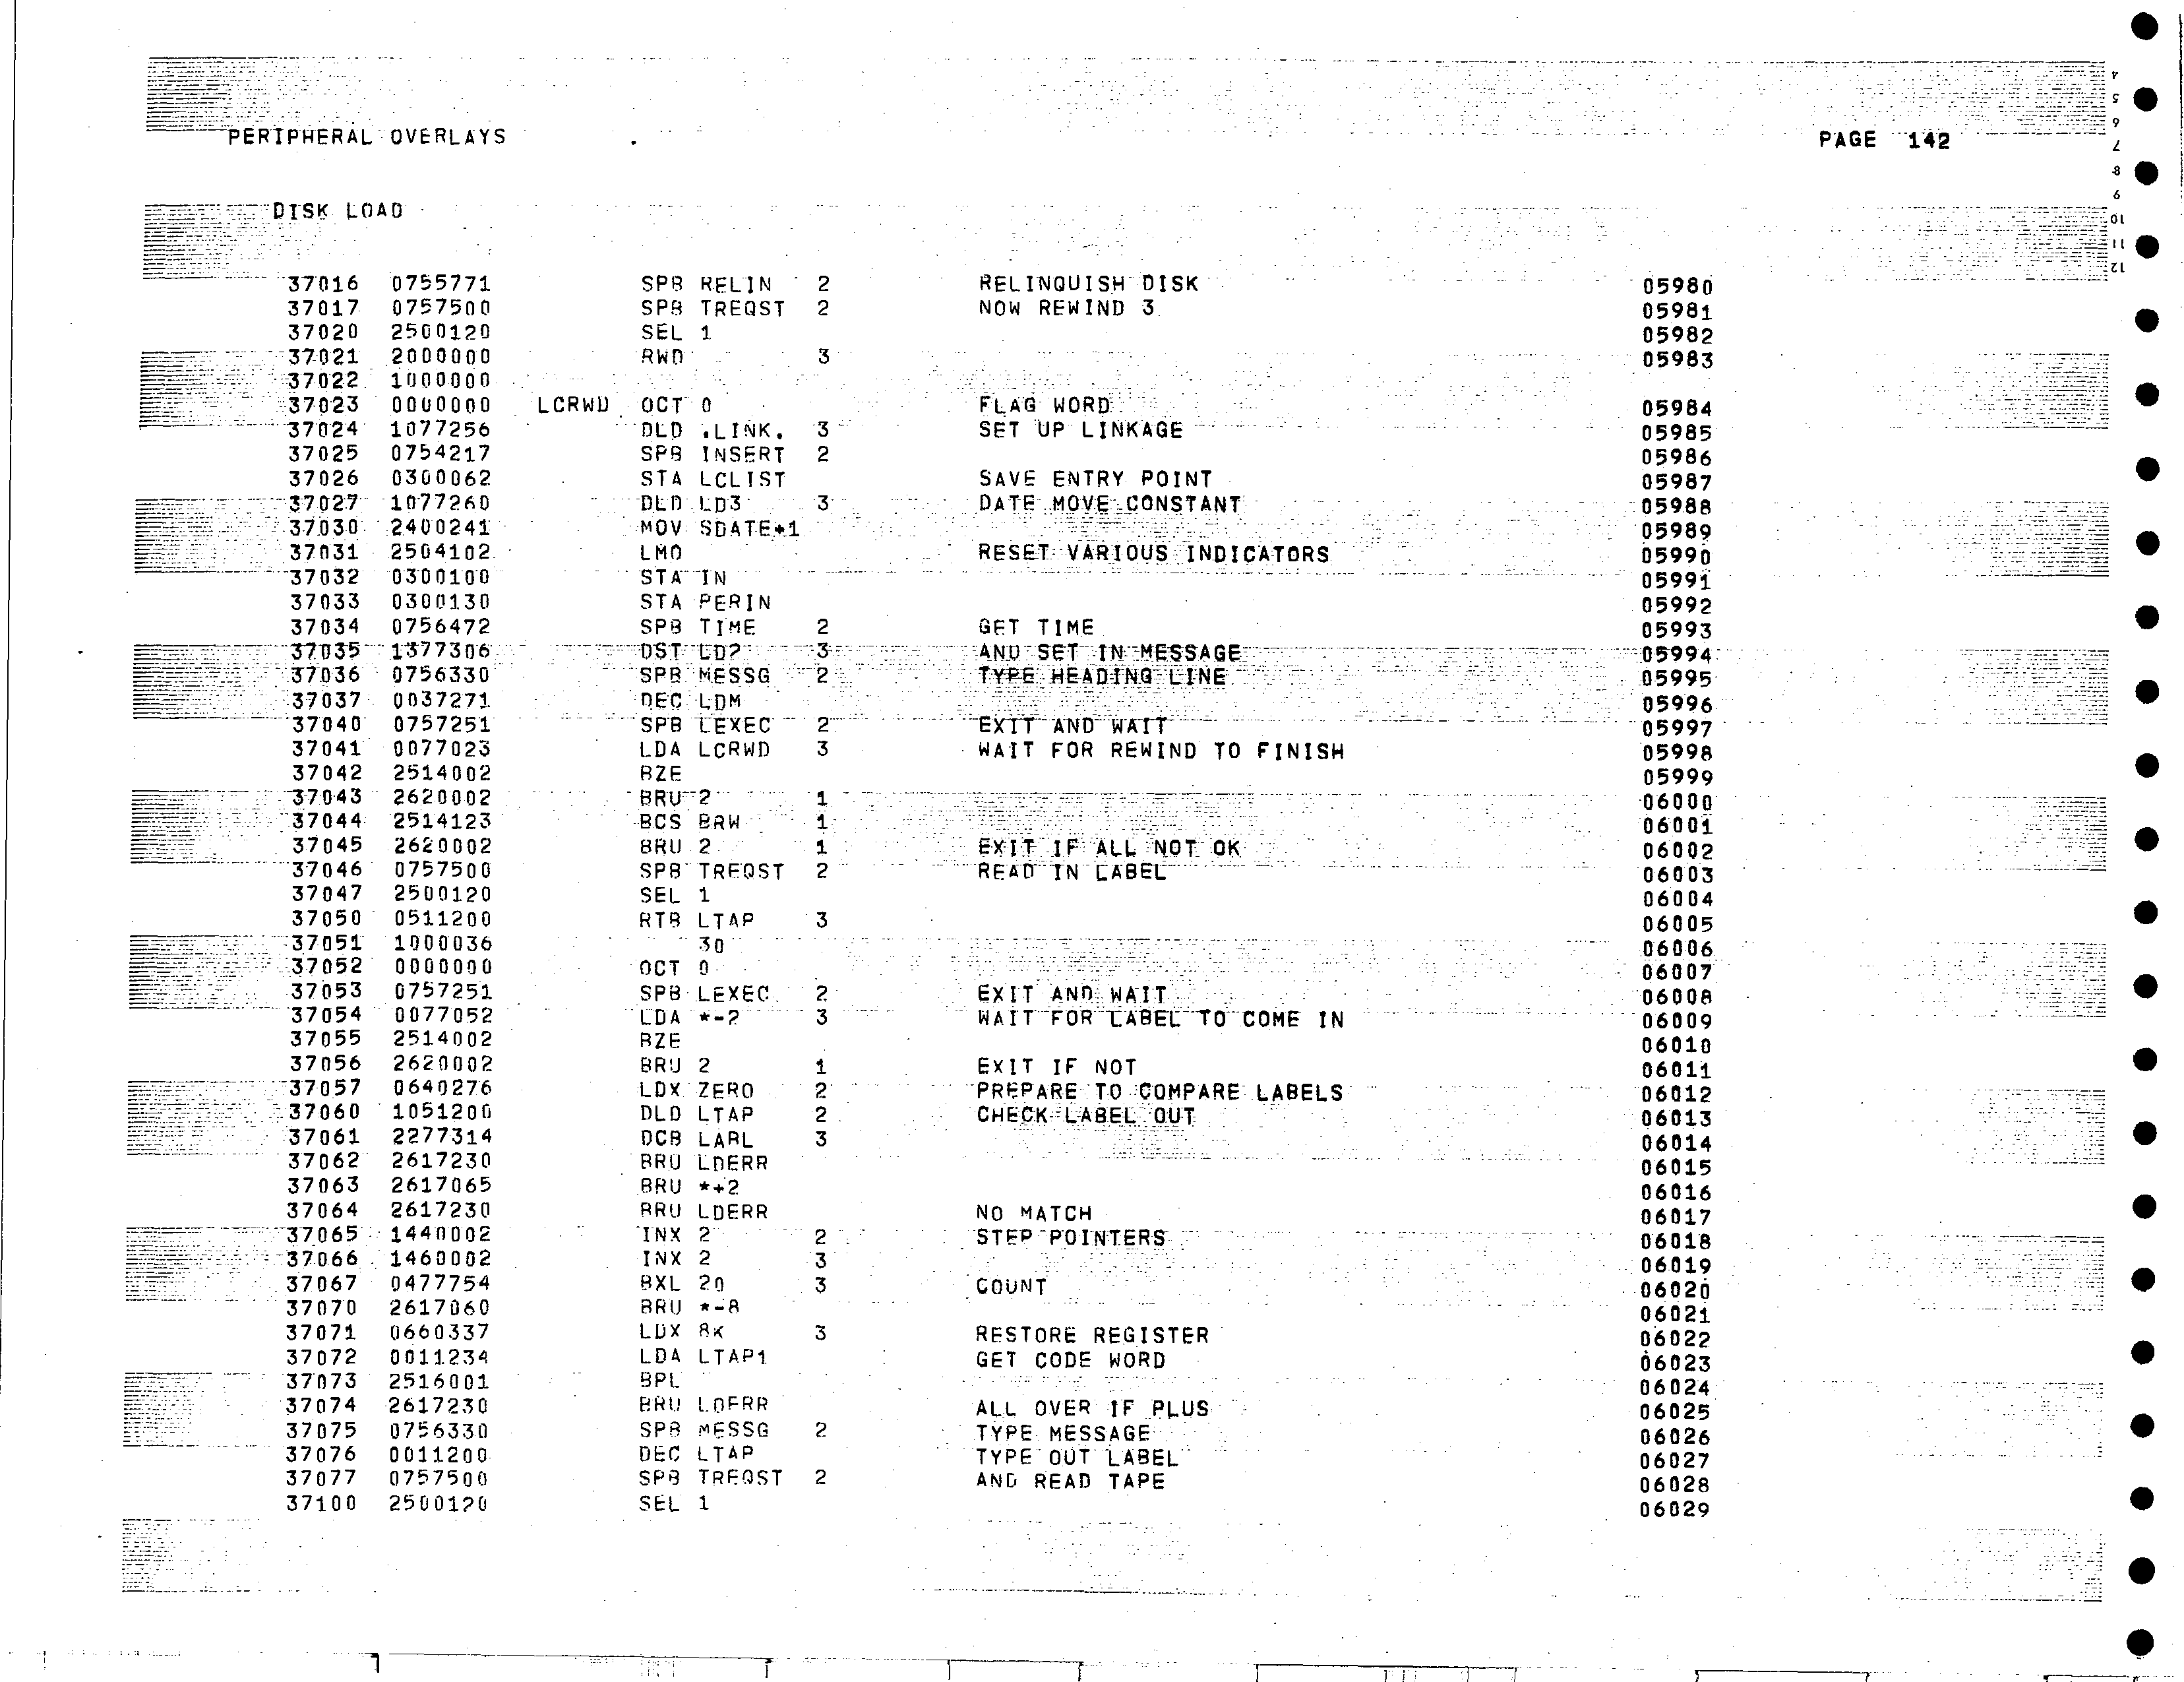 PERIPHERAL OVERLAYS PAGE 142
DISK LOAD
37016 0755771 SPB RELIN 2 RELINQUISH DISK 05980
37017 0757500 SPB TREQST 2 NOW REWIND 3 05981
37020 2500120 SEL 1 05982
37021 2000000 RWD 3 05983
37022 1000000
37023 0000000 LCRWD OCT 0 FLAG WORD 05984
37024 1077256 DLD .LINK. 3 SET UP LINKAGE 05985
37025 0754217 SPB INSERT 2 05986
37026 0300062 STA LCLIST SAVE ENTRY POINT 05987
37027 1077260 DLD LD3 3 DATE MOVE CONSTANT 05988
37030 2400241 MOV SDATE+1 05989
37031 2504102 LMO RESET VARIOUS INDICATORS 05990
37032 0300100 STA IN 05991
37033 0300130 STA PERIN 05992
37034 0756472 SPB TIME 2 GET TIME 05993
37035 1377306 DST LD2 3 AND SET IN MESSAGE 05994
37036 0756330 SPB MESSG 2 TYPE HEADING LINE 05995
37037 0037271 DEC LDM 05996
37040 0757251 SPB LEXEC 2 EXIT AND WAIT 05997
37041 0077023 LDA LCRWD 3 WAIT FOR REWIND TO FINISH 05998
37042 2514002 BZE 05999
37043 2620002 BRU 2 1 06000
37044 2514123 BCS BRW 1 06001
37045 2620002 BRU 2 1 EXIT IF ALL NOT OK 06002
37046 0757500 SPB TREQST 2 READ IN LABEL 06003
37047 2500120 SEL 1 06004
37050 0511200 RTB LTAP 3 06005
37051 1000036 30 06006
37052 0000000 OCT 0 06007
37053 0757251 SPB LEXEC 2 EXIT AND WAIT 06008
37054 0077052 LDA *-2 3 WAIT FOR LABEL TO COME IN 06009
37055 2514002 BZE 06010
37056 2620002 BRU 2 1 EXIT IF NOT 06011
37057 0640276 LDX ZERO 2 PREPARE TO COMPARE LABELS 06012
37060 1051200 DLD LTAP 2 CHECK LABEL OUT 06013
37061 2277314 DCB LABL 3 06014
37062 2617230 BRU LDERR 06015
37063 2617065 BRU *+2 06016
37064 2617230 BRU LDERR NO MATCH 06017
37065 1440002 INX 2 2 STEP POINTERS 06018
37066 1460002 INX 2 3 06019
37067 0477754 BXL 20 3 COUNT 06020
37070 2617060 BRU *-8 06021
37071 0660337 LDX 8K 3 RESTORE REGISTER 06022
37072 0011234 LDA LTAP1 GET CODE WORD 06023
37073 2516001 BPL 06024
37074 2617230 BRU LDERR ALL OVER IF PLUS 06025
37075 0756330 SPB MESSG 2 TYPE MESSAGE 06026
37076 0011200 DEC LTAP TYPE OUT LABEL 06027
37077 0757500 SPB TREQST 2 AND READ TAPE 06028
37100 2500120 SEL 1 06029
4
5
6
7
8
9
10
11
12